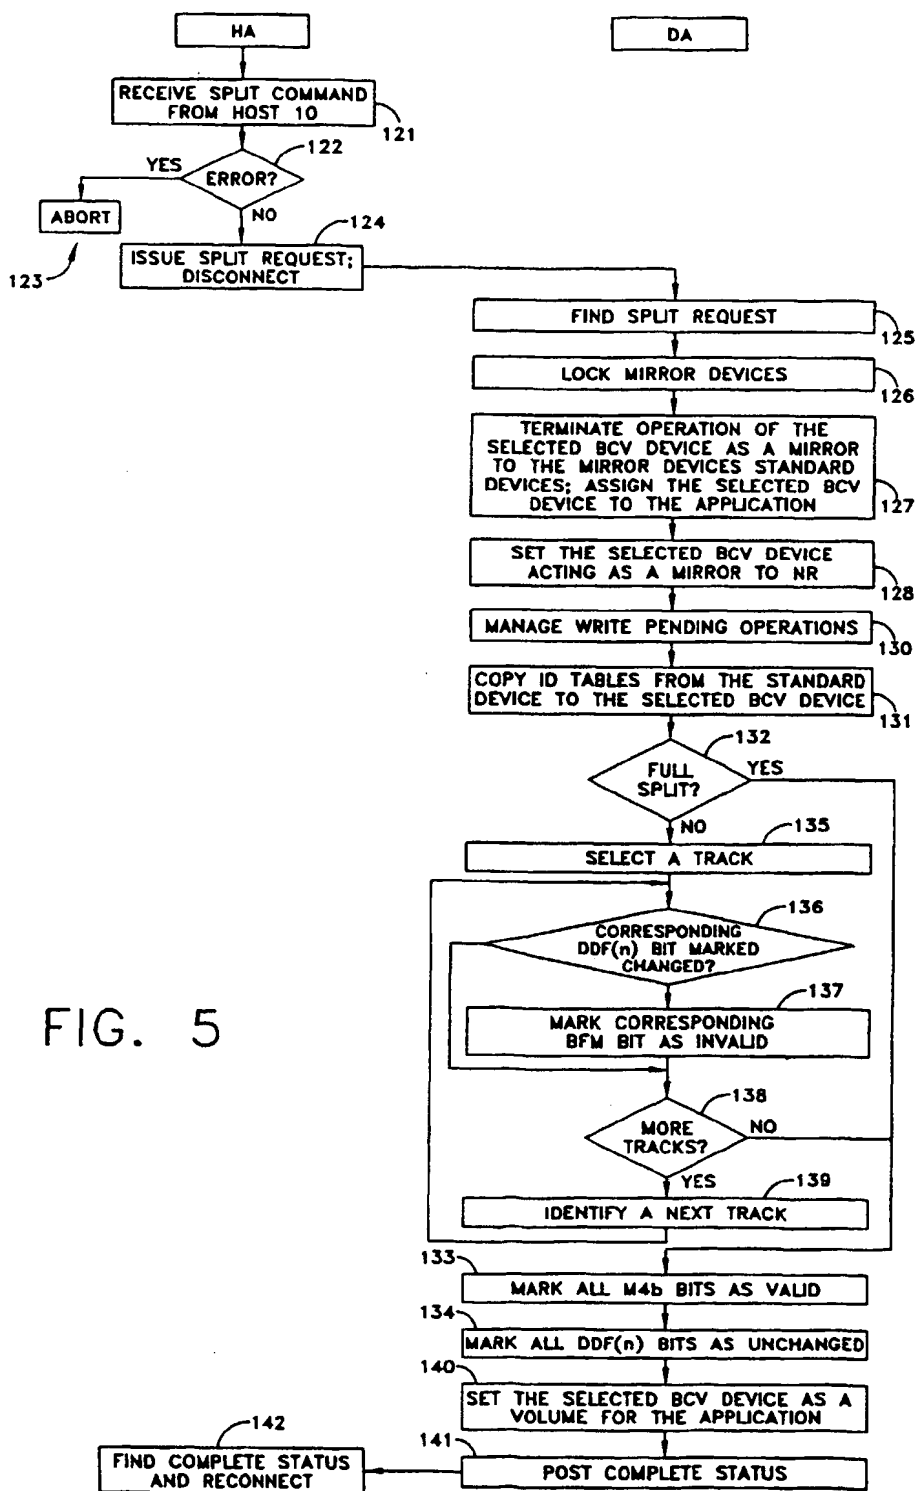 HA
DA
RECEIVE SPLIT COMMAND
FROM HOST 10
121
122
YES
ERROR?
ABORT
NO
123
124
ISSUE SPLIT REQUEST;
DISCONNECT
FIND SPLIT REQUEST
125
LOCK MIRROR DEVICES
126
TERMINATE OPERATION OF THE
SELECTED BCV DEVICE AS A MIRROR
TO THE MIRROR DEVICES STANDARD
DEVICES; ASSIGN THE SELECTED BCV
DEVICE TO THE APPLICATION
127
SET THE SELECTED BCV DEVICE
ACTING AS A MIRROR TO NR
128
MANAGE WRITE PENDING OPERATIONS
130
COPY ID TABLES FROM THE STANDARD
DEVICE TO THE SELECTED BCV DEVICE
131
132
FULL
SPLIT?
YES
NO
135
SELECT A TRACK
136
CORRESPONDING
DDF(n) BIT MARKED
CHANGED?
137
MARK CORRESPONDING
BFM BIT AS INVALID
FIG. 5
138
MORE
TRACKS?
NO
YES
139
IDENTIFY A NEXT TRACK
133
MARK ALL M4b BITS AS VALID
134
MARK ALL DDF(n) BITS AS UNCHANGED
140
SET THE SELECTED BCV DEVICE AS A
VOLUME FOR THE APPLICATION
142
FIND COMPLETE STATUS
AND RECONNECT
141
POST COMPLETE STATUS